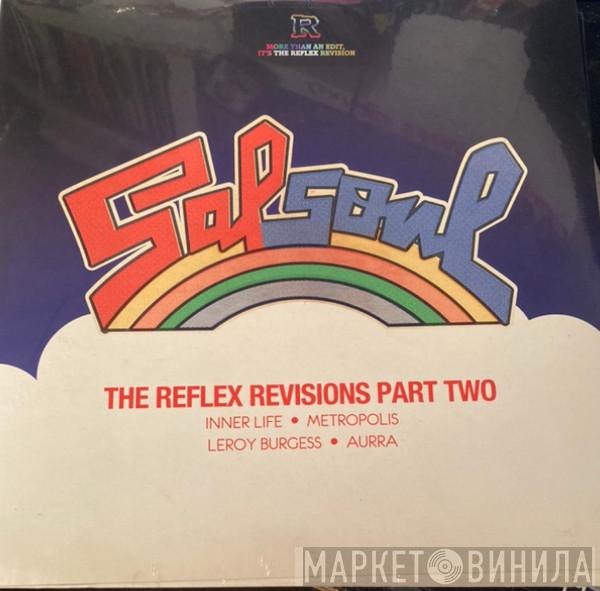 R
MORE THAN AN EDIT,
IT'S THE REFLEX REVISION
Salsoul
THE REFLEX REVISIONS PART TWO
INNER LIFE • METROPOLIS
LEROY BURGESS • AURRA
МАРКЕТ ВИНИЛА